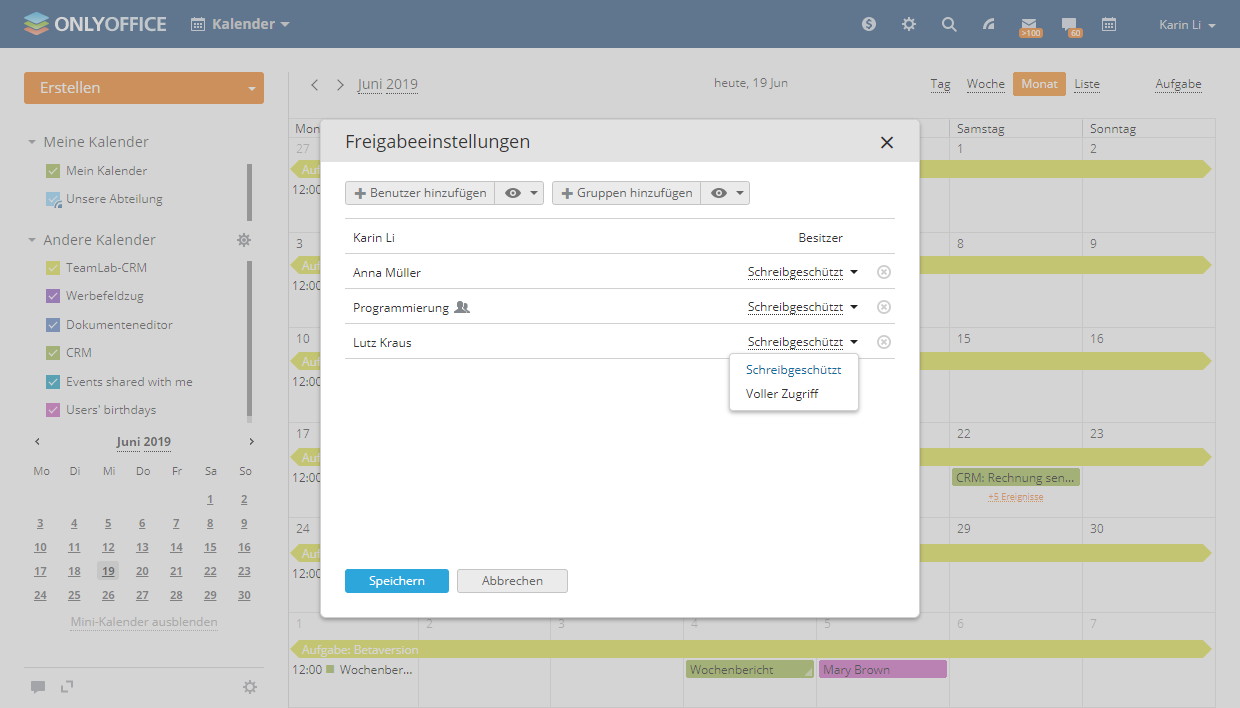 ONLYOFFICE Kalender >100 60 Karin Li
Erstellen
Meine Kalender
Mein Kalender
Unsere Abteilung
Andere Kalender
TeamLab-CRM
Werbefeldzug
Dokumenteneditor
CRM
Events shared with me
Users' birthdays
Juni 2019
Mo Di Mi Do Fr Sa So
1 2
3 4 5 6 7 8 9
10 11 12 13 14 15 16
17 18 19 20 21 22 23
24 25 26 27 28 29 30
Mini-Kalender ausblenden
Juni 2019 heute, 19 Jun Tag Woche Monat Liste Aufgabe
Mon Samstag Sonntag
27 1 2
Auf
12:00
3 8 9
Auf
12:00
10 15 16
Auf
12:00
17 22 23
Auf
12:00 CRM: Rechnung sen...
+5 Ereignisse
24 29 30
Auf
12:00
1 2 3 4 5 6 7
Aufgabe: Betaversion
12:00 Wochenber... Wochenbericht Mary Brown
Freigabeeinstellungen
Benutzer hinzufügen Gruppen hinzufügen
Karin Li Besitzer
Anna Müller Schreibgeschützt
Programmierung Schreibgeschützt
Lutz Kraus Schreibgeschützt
Schreibgeschützt
Voller Zugriff
Speichern Abbrechen